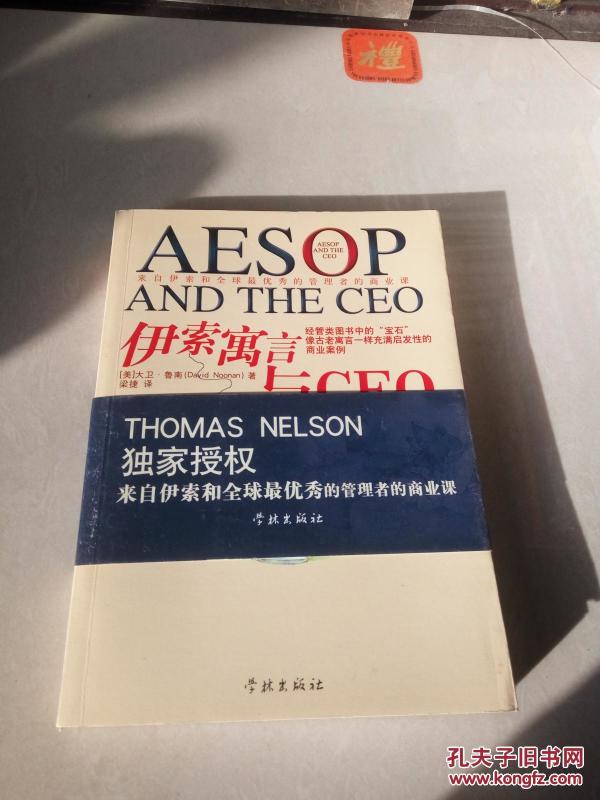 禮
AESOP
AESOP
AND THE
CEO
来自伊索和全球最优秀的管理者的商业课
AND THE CEO
伊索寓言
与CEO
经管类图书中的“宝石”
像古老寓言一样充满启发性的
商业案例
[美]大卫·鲁南(David Noonan) 著
梁捷 译
THOMAS NELSON
独家授权
来自伊索和全球最优秀的管理者的商业课
学林出版社
学林出版社
孔夫子旧书网
www.kongfz.com